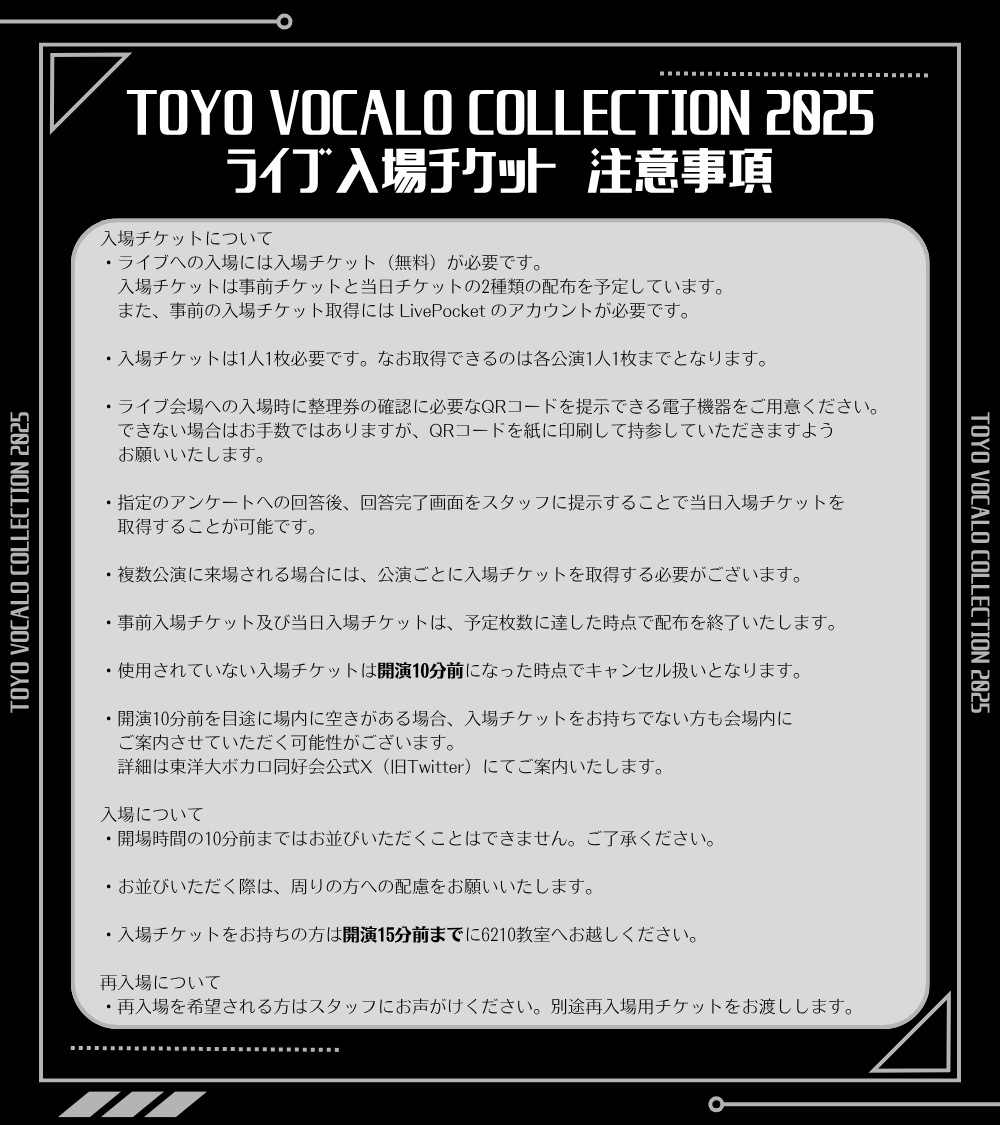 TOYO VOCALO COLLECTION 2025
ライブ入場チケット 注意事項
入場チケットについて
・ライブへの入場には入場チケット（無料）が必要です。
入場チケットは事前チケットと当日チケットの2種類の配布を予定しています。
また、事前の入場チケット取得には LivePocket のアカウントが必要です。
・入場チケットは1人1枚必要です。なお取得できるのは各公演1人1枚までとなります。
・ライブ会場への入場時に整理券の確認に必要なQRコードを提示できる電子機器をご用意ください。
できない場合はお手数ではありますが、QRコードを紙に印刷して持参していただきますよう
お願いいたします。
・指定のアンケートへの回答後、回答完了画面をスタッフに提示することで当日入場チケットを
取得することが可能です。
・複数公演に来場される場合には、公演ごとに入場チケットを取得する必要がございます。
・事前入場チケット及び当日入場チケットは、予定枚数に達した時点で配布を終了いたします。
・使用されていない入場チケットは開演10分前になった時点でキャンセル扱いとなります。
・開演10分前を目途に場内に空きがある場合、入場チケットをお持ちでない方も会場内に
ご案内させていただく可能性がございます。
詳細は東洋大ボカロ同好会公式X（旧Twitter）にてご案内いたします。
入場について
・開場時間の10分前まではお並びいただくことはできません。ご了承ください。
・お並びいただく際は、周りの方への配慮をお願いいたします。
・入場チケットをお持ちの方は開演15分前までに6210教室へお越しください。
再入場について
・再入場を希望される方はスタッフにお声がけください。別途再入場用チケットをお渡しします。
TOYO VOCALO COLLECTION 2025
TOYO VOCALO COLLECTION 2025